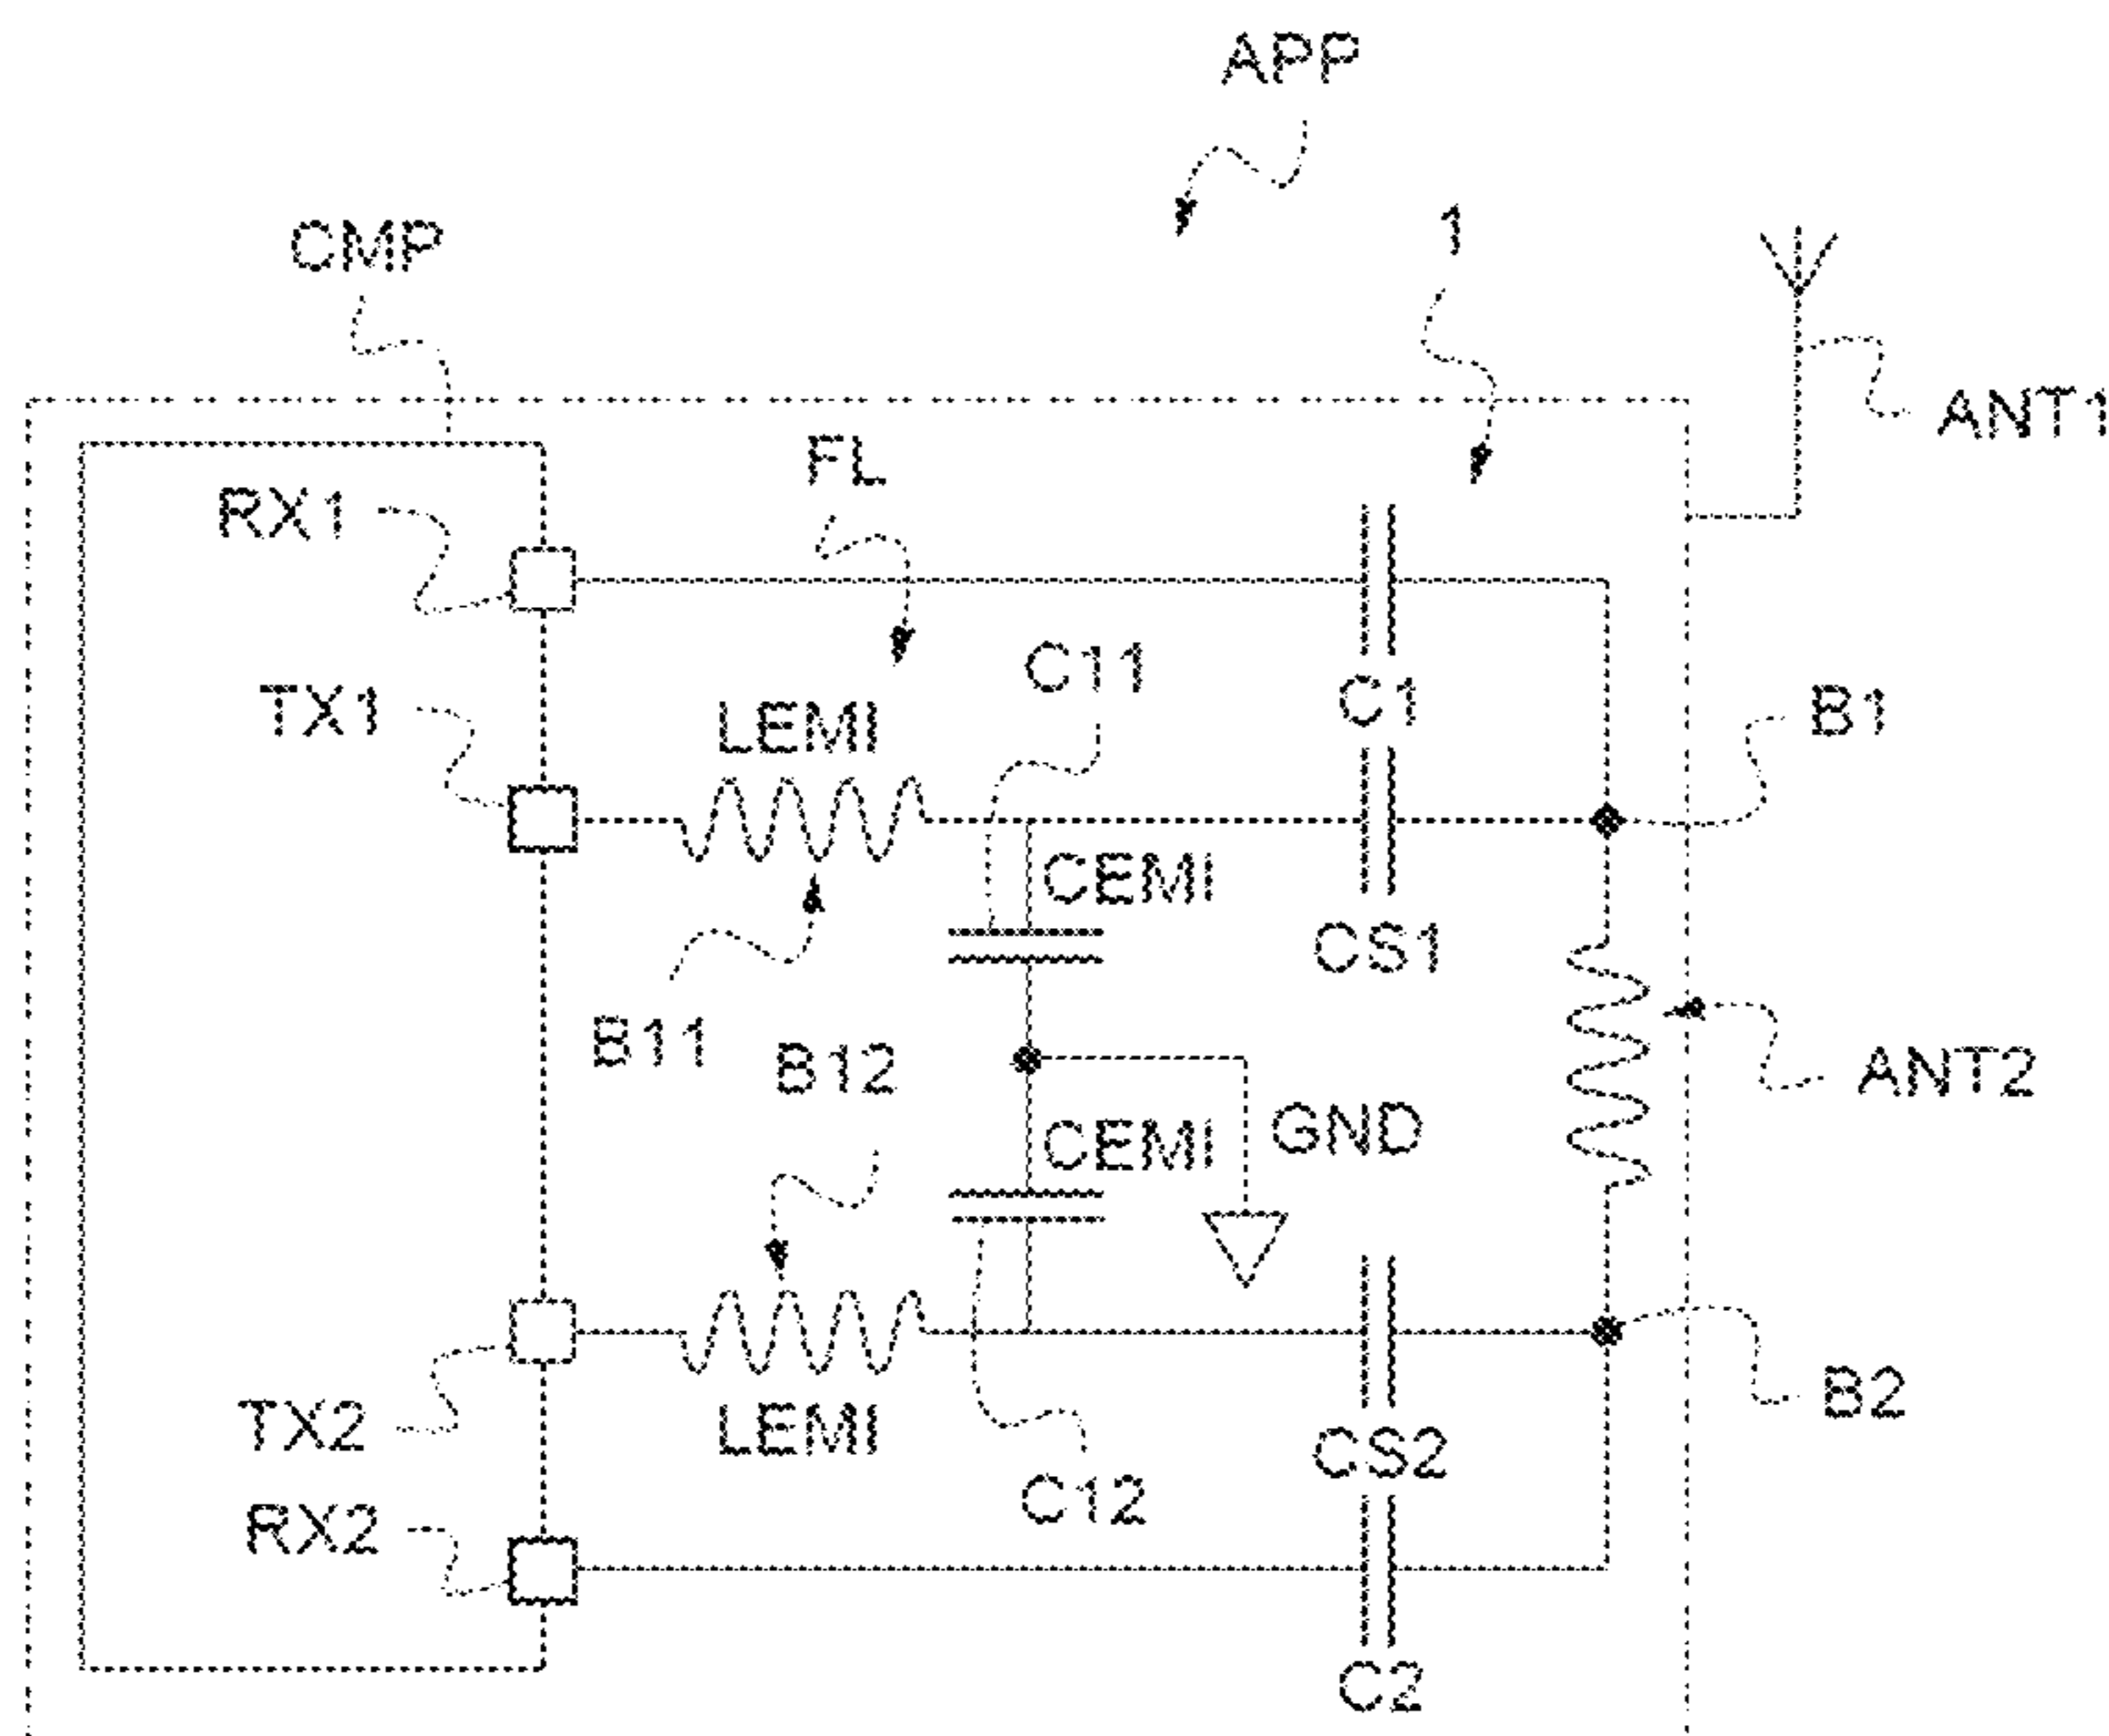 APP
CMP
1
ANT1
FL
RX1
C11
TX1
LEMI
C1
B1
CEMI
CS1
B11
B12
ANT2
CEMI
GND
TX2
LEMI
CS2
B2
RX2
C12
C2